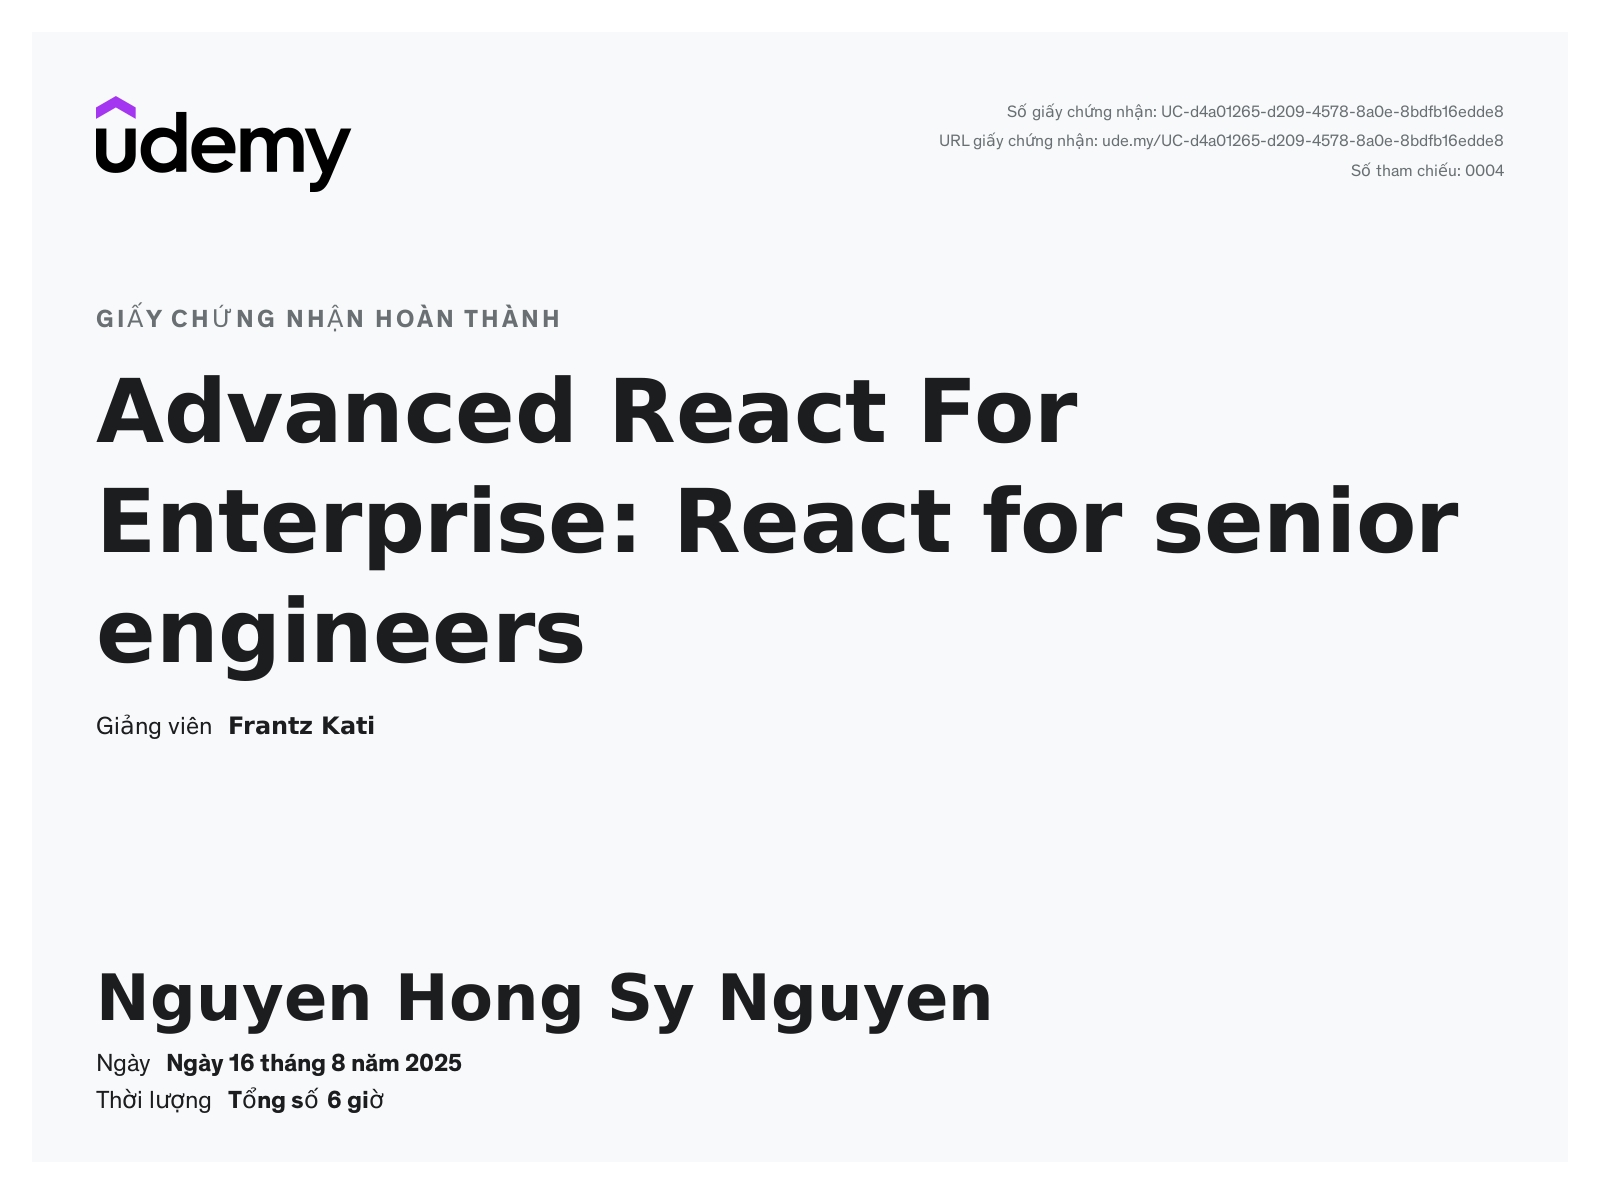 udemy
Số giấy chứng nhận: UC-d4a01265-d209-4578-8a0e-8bdfb16edde8
URL giấy chứng nhận: ude.my/UC-d4a01265-d209-4578-8a0e-8bdfb16edde8
Số tham chiếu: 0004
GIẤY CHỨNG NHẬN HOÀN THÀNH
Advanced React For
Enterprise: React for senior
engineers
Giảng viên Frantz Kati
Nguyen Hong Sy Nguyen
Ngày Ngày 16 tháng 8 năm 2025
Thời lượng Tổng số 6 giờ